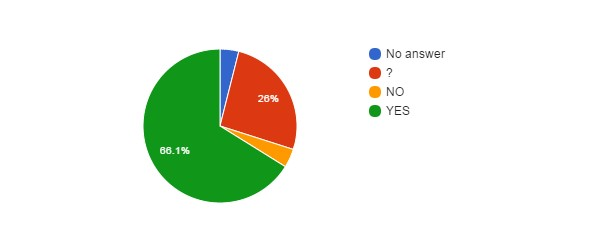 No answer
?
NO
YES
26%
66.1%